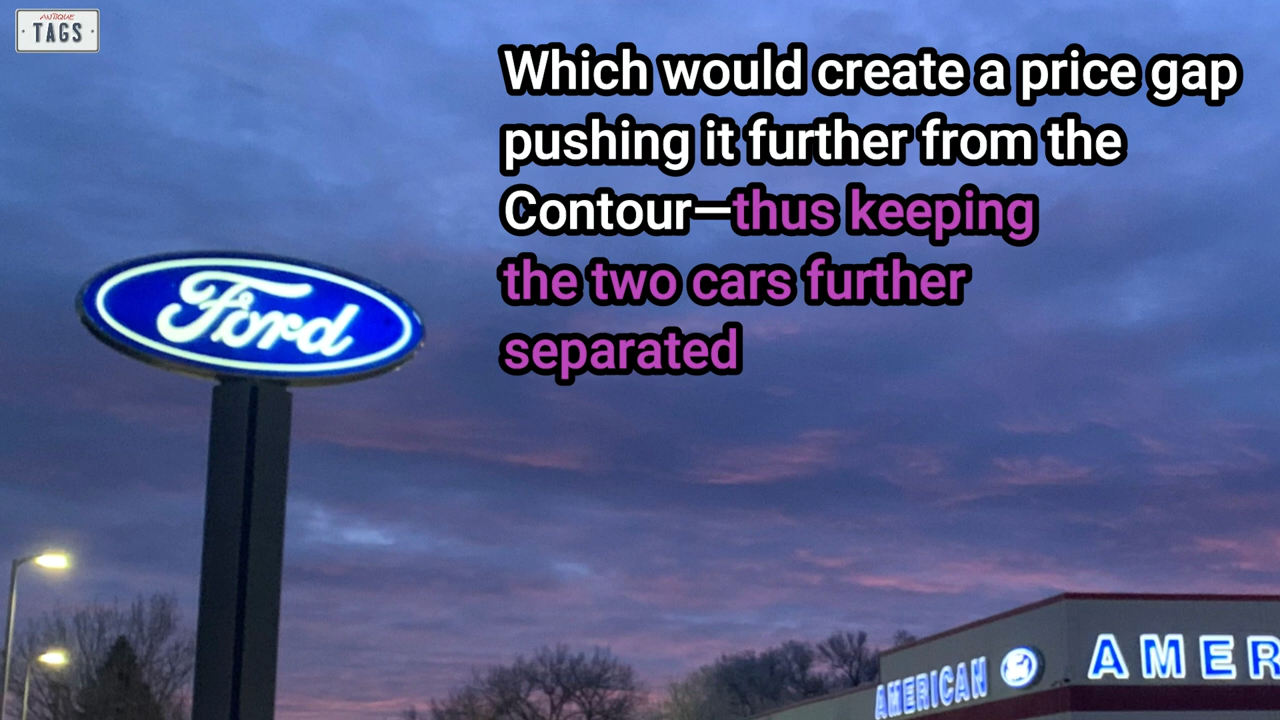 ANTIQUE
TAGS
Which would create a price gap
pushing it further from the
Contour—thus keeping
the two cars further
separated
Ford
AMERICAN
AMER